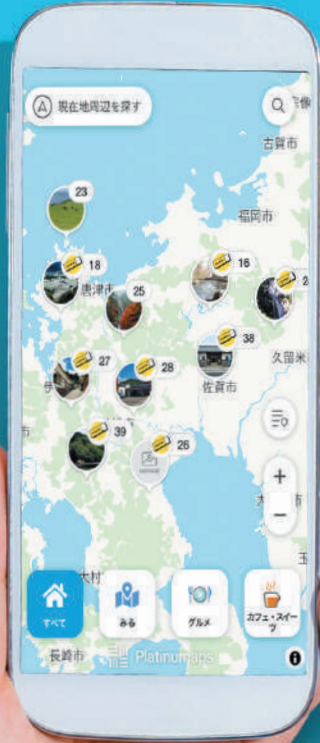 現在地周辺を探す
古賀市
福岡市
23
18
16
唐津市
25
38
27
28
久留米
佐賀市
39
26
+
−
大村
すべて
みる
グルメ
カフェ・スイー
ツ
長崎市
Platinumaps